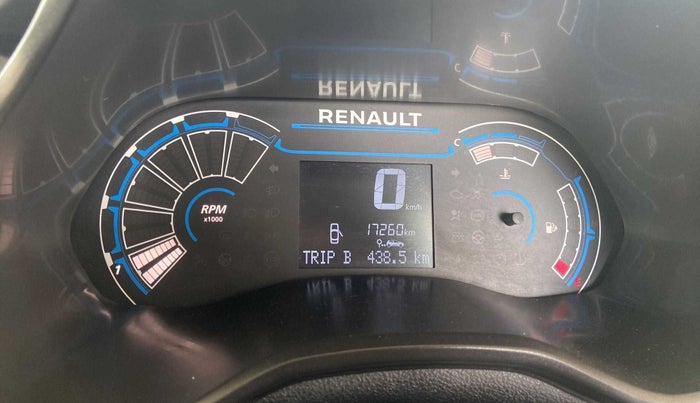 RENAULT
RENAULT
C
C
0 km/h
RPM
x1000
17260 km
TRIP B 438.5 km
1
E